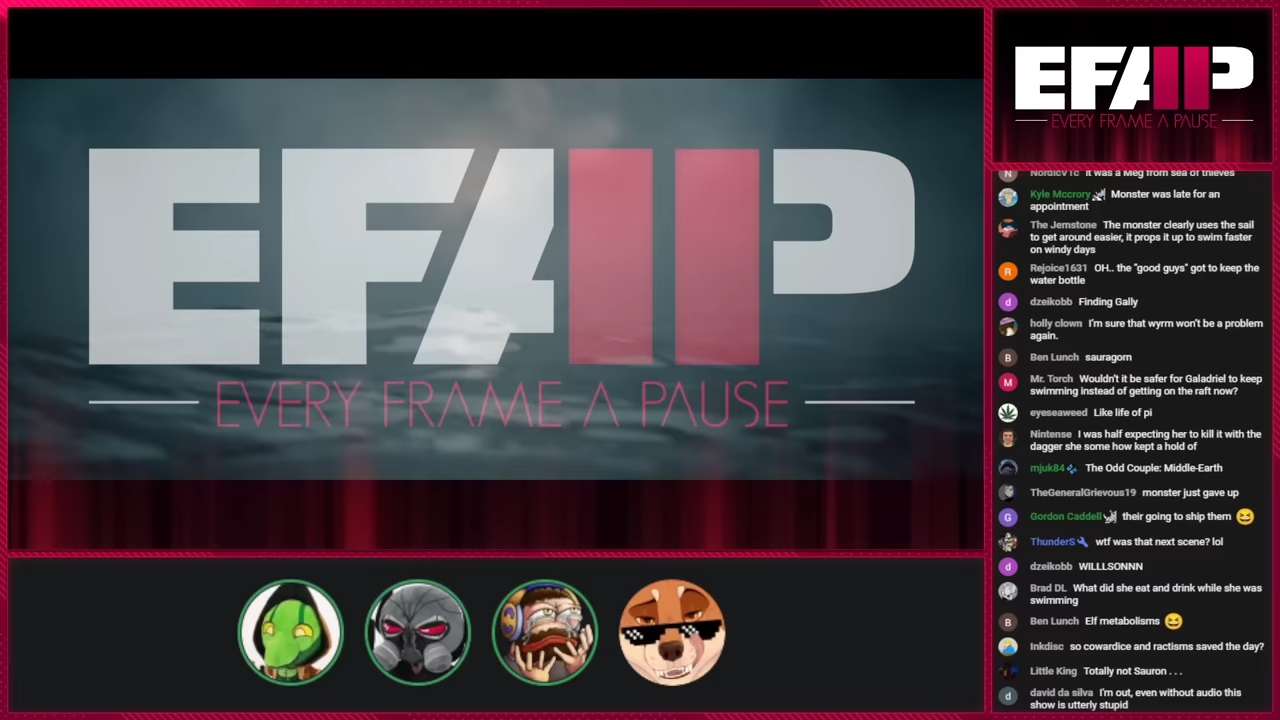 EFAP
EVERY FRAME A PAUSE
EFAP
EVERY FRAME A PAUSE
NordicVTc It was a Meg from sea of thieves
Kyle Mccrory Monster was late for an
appointment
The Jemstone The monster clearly uses the sail
to get around easier, it props it up to swim faster
on windy days
Rejoice1631 OH.. the "good guys" got to keep the
water bottle
dzeikobb Finding Gally
holly clown I'm sure that wyrm won't be a problem
again.
Ben Lunch sauragorn
Mr. Torch Wouldn't it be safer for Galadriel to keep
swimming instead of getting on the raft now?
eyeseaweed Like life of pi
Nintense I was half expecting her to kill it with the
dagger she some how kept a hold of
mjuk84 The Odd Couple: Middle-Earth
TheGeneralGrievous19 monster just gave up
Gordon Caddell their going to ship them
ThunderS wtf was that next scene? lol
dzeikobb WILLLSONNN
Brad DL What did she eat and drink while she was
swimming
Ben Lunch Elf metabolisms
Inkdisc so cowardice and ractisms saved the day?
Little King Totally not Sauron . . .
david da silva I'm out, even without audio this
show is utterly stupid